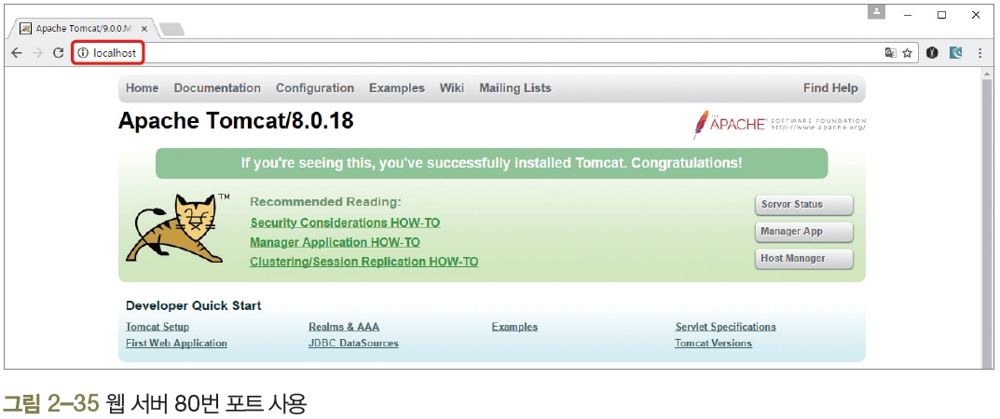 Apache Tomcat/9.0.0.M
localhost
Home Documentation Configuration Examples Wiki Mailing Lists Find Help
Apache Tomcat/8.0.18
THE APACHE SOFTWARE FOUNDATION
http://www.apache.org/
If you're seeing this, you've successfully installed Tomcat. Congratulations!
TM
Recommended Reading:
Security Considerations HOW-TO
Manager Application HOW-TO
Clustering/Session Replication HOW-TO
Server Status
Manager App
Host Manager
Developer Quick Start
Tomcat Setup Realms & AAA Examples Servlet Specifications
First Web Application JDBC DataSources Tomcat Versions
그림 2-35 웹 서버 80번 포트 사용